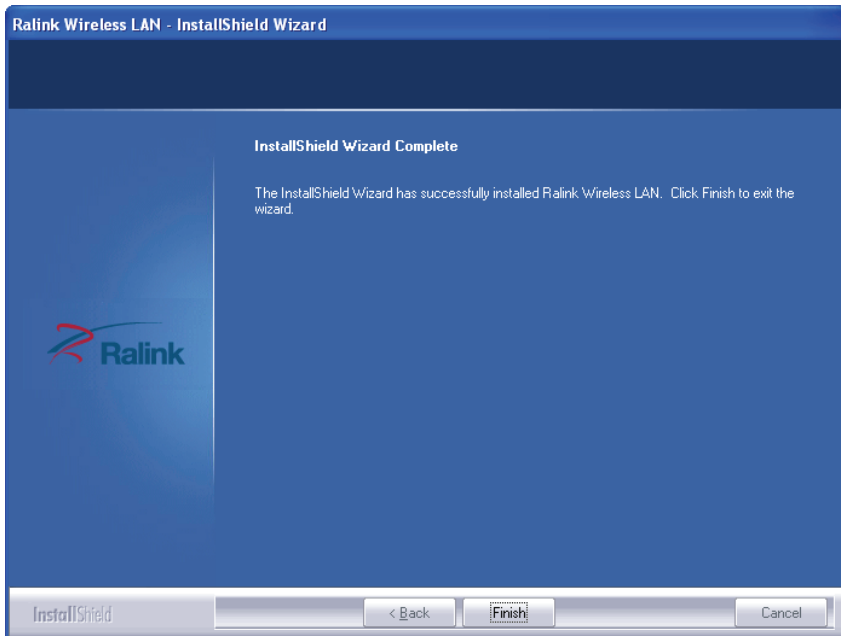 Ralink Wireless LAN - InstallShield Wizard
InstallShield Wizard Complete
The InstallShield Wizard has successfully installed Ralink Wireless LAN. Click Finish to exit the
wizard.
Ralink
InstallShield
< Back
Finish
Cancel